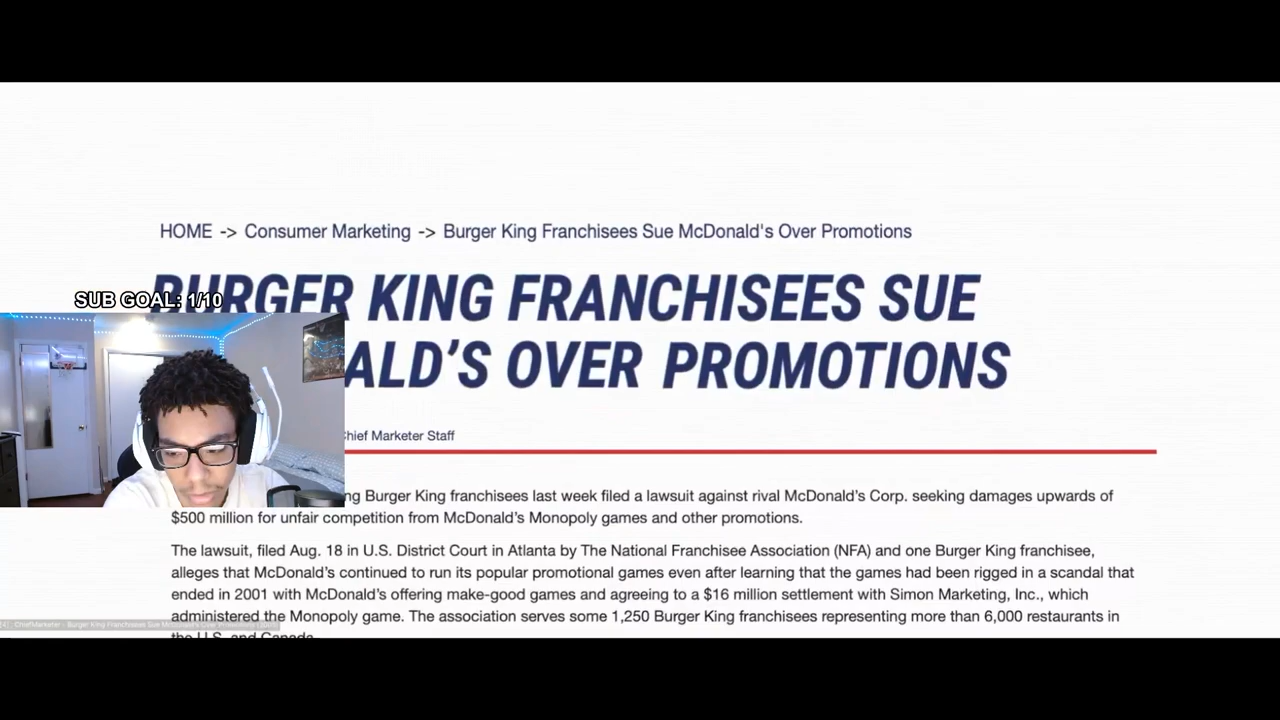 HOME -> Consumer Marketing -> Burger King Franchisees Sue McDonald's Over Promotions
BURGER KING FRANCHISEES SUE
SUB GOAL: 1/10
ALD'S OVER PROMOTIONS
Chief Marketer Staff
ng Burger King franchisees last week filed a lawsuit against rival McDonald's Corp. seeking damages upwards of
$500 million for unfair competition from McDonald's Monopoly games and other promotions.
The lawsuit, filed Aug. 18 in U.S. District Court in Atlanta by The National Franchisee Association (NFA) and one Burger King franchisee,
alleges that McDonald's continued to run its popular promotional games even after learning that the games had been rigged in a scandal that
ended in 2001 with McDonald's offering make-good games and agreeing to a $16 million settlement with Simon Marketing, Inc., which
administered the Monopoly game. The association serves some 1,250 Burger King franchisees representing more than 6,000 restaurants in
the U.S. and Canada.